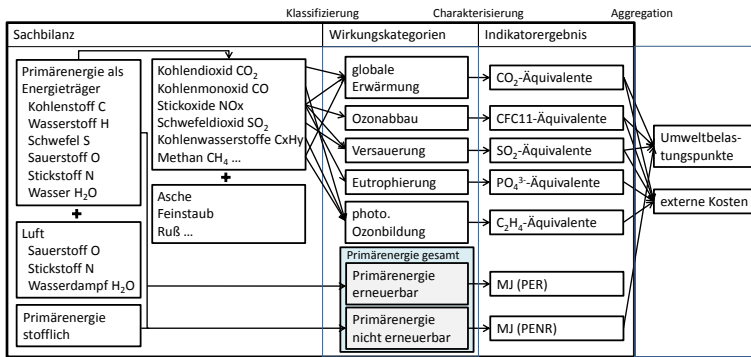 Klassifizierung
Charakterisierung
Aggregation
Sachbilanz
Wirkungskategorien
Indikatorergebnis
Primärenergie als
Energieträger
Kohlenstoff C
Wasserstoff H
Schwefel S
Sauerstoff O
Stickstoff N
Wasser H₂O
+
Luft
Sauerstoff O
Stickstoff N
Wasserdampf H₂O
Primärenergie
stofflich
Kohlendioxid CO₂
Kohlenmonoxid CO
Stickoxide NOx
Schwefeldioxid SO₂
Kohlenwasserstoffe CxHy
Methan CH₄ ...
+
Asche
Feinstaub
Ruß ...
globale
Erwärmung
Ozonabbau
Versauerung
Eutrophierung
photo.
Ozonbildung
Primärenergie gesamt
Primärenergie
erneuerbar
Primärenergie
nicht erneuerbar
CO₂-Äquivalente
CFC11-Äquivalente
SO₂-Äquivalente
PO₄³⁻-Äquivalente
C₂H₄-Äquivalente
MJ (PER)
MJ (PENR)
Umweltbelas-
tungspunkte
externe Kosten